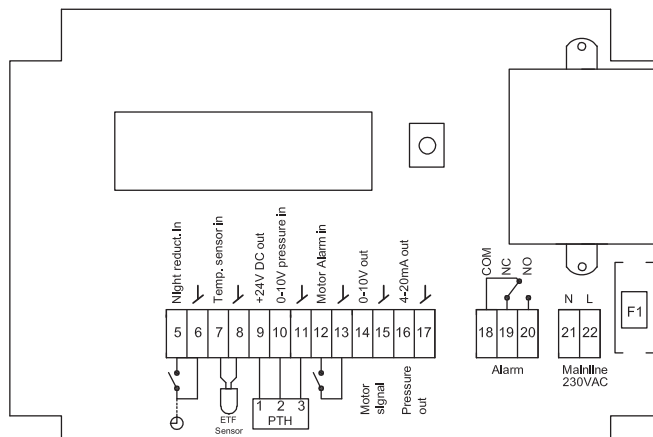 Night reduct. In
Temp. sensor in
+24V DC out
0-10V pressure in
Motor Alarm in
0-10V out
4-20mA out
COM
NC
NO
N L
F1
5 6 7 8 9 10 11 12 13 14 15 16 17
18 19 20
21 22
Alarm
Mainline
230VAC
1 2 3
PTH
ETF
Sensor
Motor
signal
Pressure
out